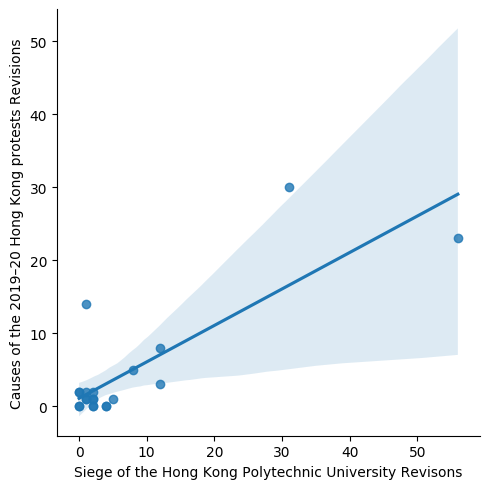 Causes of the 2019–20 Hong Kong protests Revisions
50
40
30
20
10
0
0 10 20 30 40 50
Siege of the Hong Kong Polytechnic University Revisons